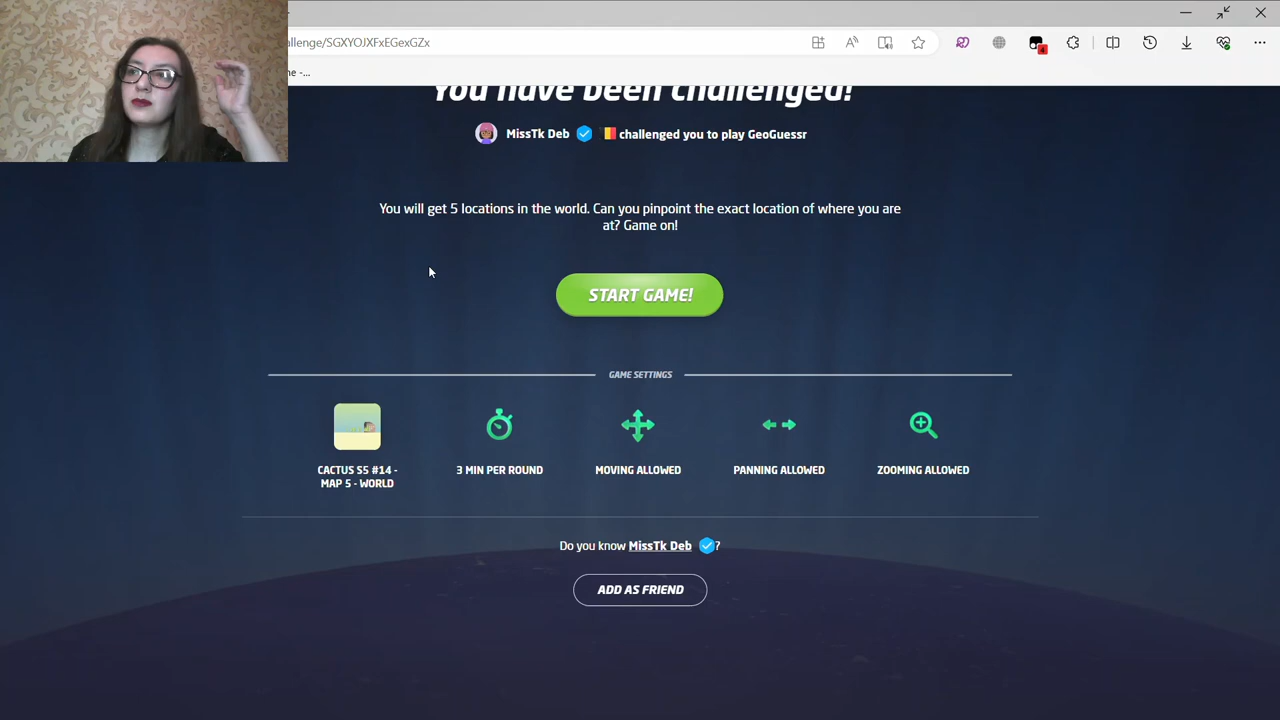 allenge/SGXYOJXFxEGexGZx
ne -...
You have been challenged!
MissTk Deb challenged you to play GeoGuessr
You will get 5 locations in the world. Can you pinpoint the exact location of where you are
at? Game on!
START GAME!
GAME SETTINGS
CACTUS S5 #14 -
MAP 5 - WORLD
3 MIN PER ROUND
MOVING ALLOWED
PANNING ALLOWED
ZOOMING ALLOWED
Do you know MissTk Deb ?
ADD AS FRIEND